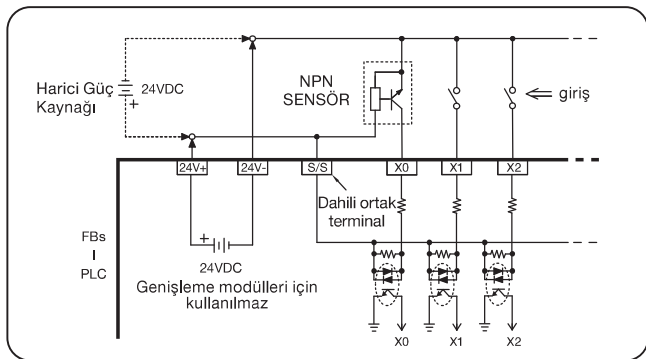 Harici Güç
Kaynağı
24VDC
+
NPN
SENSÖR
giriş
24V+
24V-
S/S
X0
X1
X2
Dahili ortak
terminal
FBs
I
PLC
+
24VDC
Genişleme modülleri için
kullanılmaz
X0
X1
X2